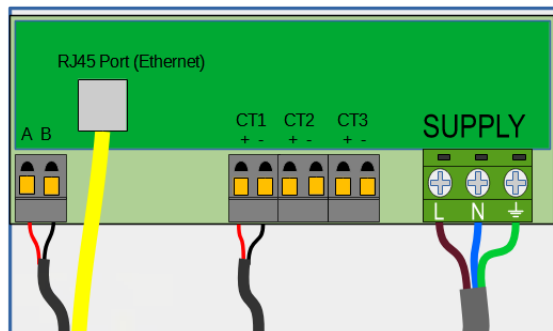 RJ45 Port (Ethernet)
A B
CT1 CT2 CT3
+ - + - + -
SUPPLY
L N